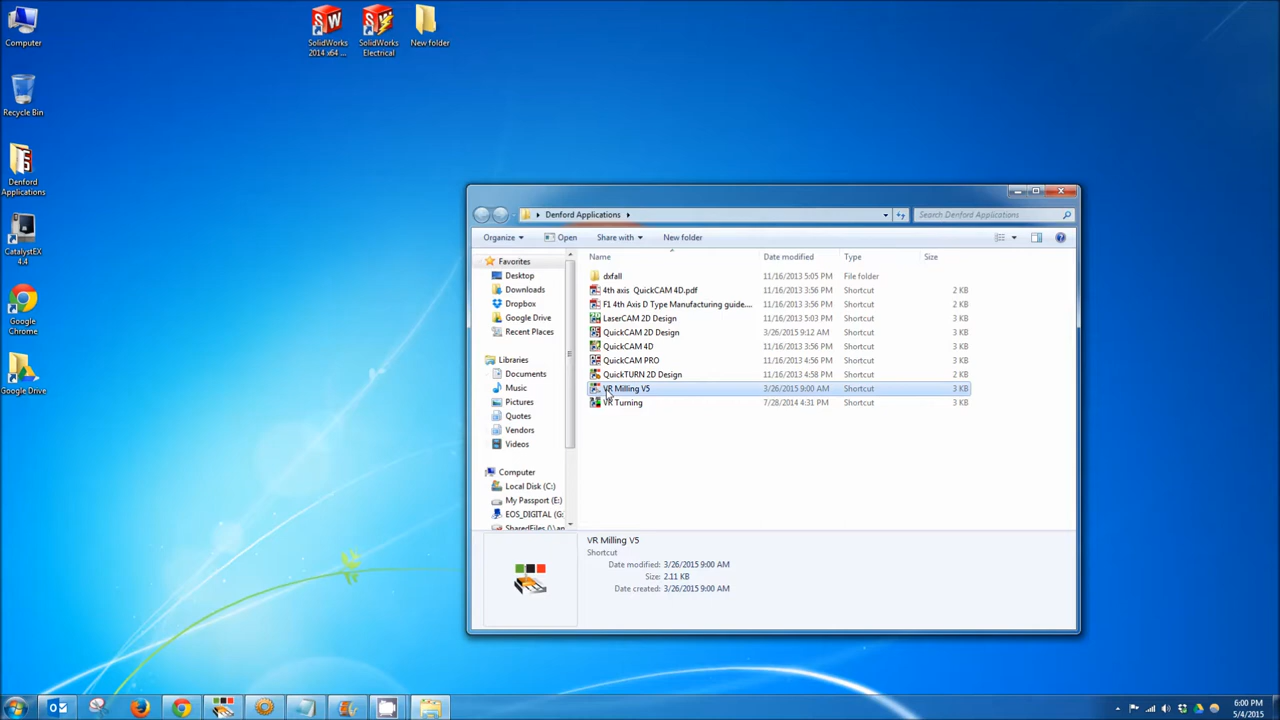 Computer
SolidWorks
2014 x64 ...
SolidWorks
Electrical
New folder
Recycle Bin
Denford
Applications
CatalystEX
4.4
Google
Chrome
Google Drive
Denford Applications
Search Denford Applications
Organize
Open
Share with
New folder
Name
Date modified
Type
Size
Favorites
Desktop
Downloads
Dropbox
Google Drive
Recent Places
Libraries
Documents
Music
Pictures
Quotes
Vendors
Videos
Computer
Local Disk (C:)
My Passport (E:)
EOS_DIGITAL (G:
SharedFiles (\\
dxfall 11/16/2013 5:05 PM File folder
4th axis QuickCAM 4D.pdf 11/16/2013 3:56 PM Shortcut 2 KB
F1 4th Axis D Type Manufacturing guide.... 11/16/2013 3:56 PM Shortcut 2 KB
LaserCAM 2D Design 11/16/2013 5:03 PM Shortcut 3 KB
QuickCAM 2D Design 3/26/2015 9:12 AM Shortcut 3 KB
QuickCAM 4D 11/16/2013 3:56 PM Shortcut 3 KB
QuickCAM PRO 11/16/2013 3:56 PM Shortcut 3 KB
QuickTURN 2D Design 11/16/2013 4:58 PM Shortcut 2 KB
VR Milling V5 3/26/2015 9:00 AM Shortcut 3 KB
VR Turning 7/28/2014 4:31 PM Shortcut 3 KB
VR Milling V5
Shortcut
Date modified: 3/26/2015 9:00 AM
Size: 2.11 KB
Date created: 3/26/2015 9:00 AM
6:00 PM
5/4/2015